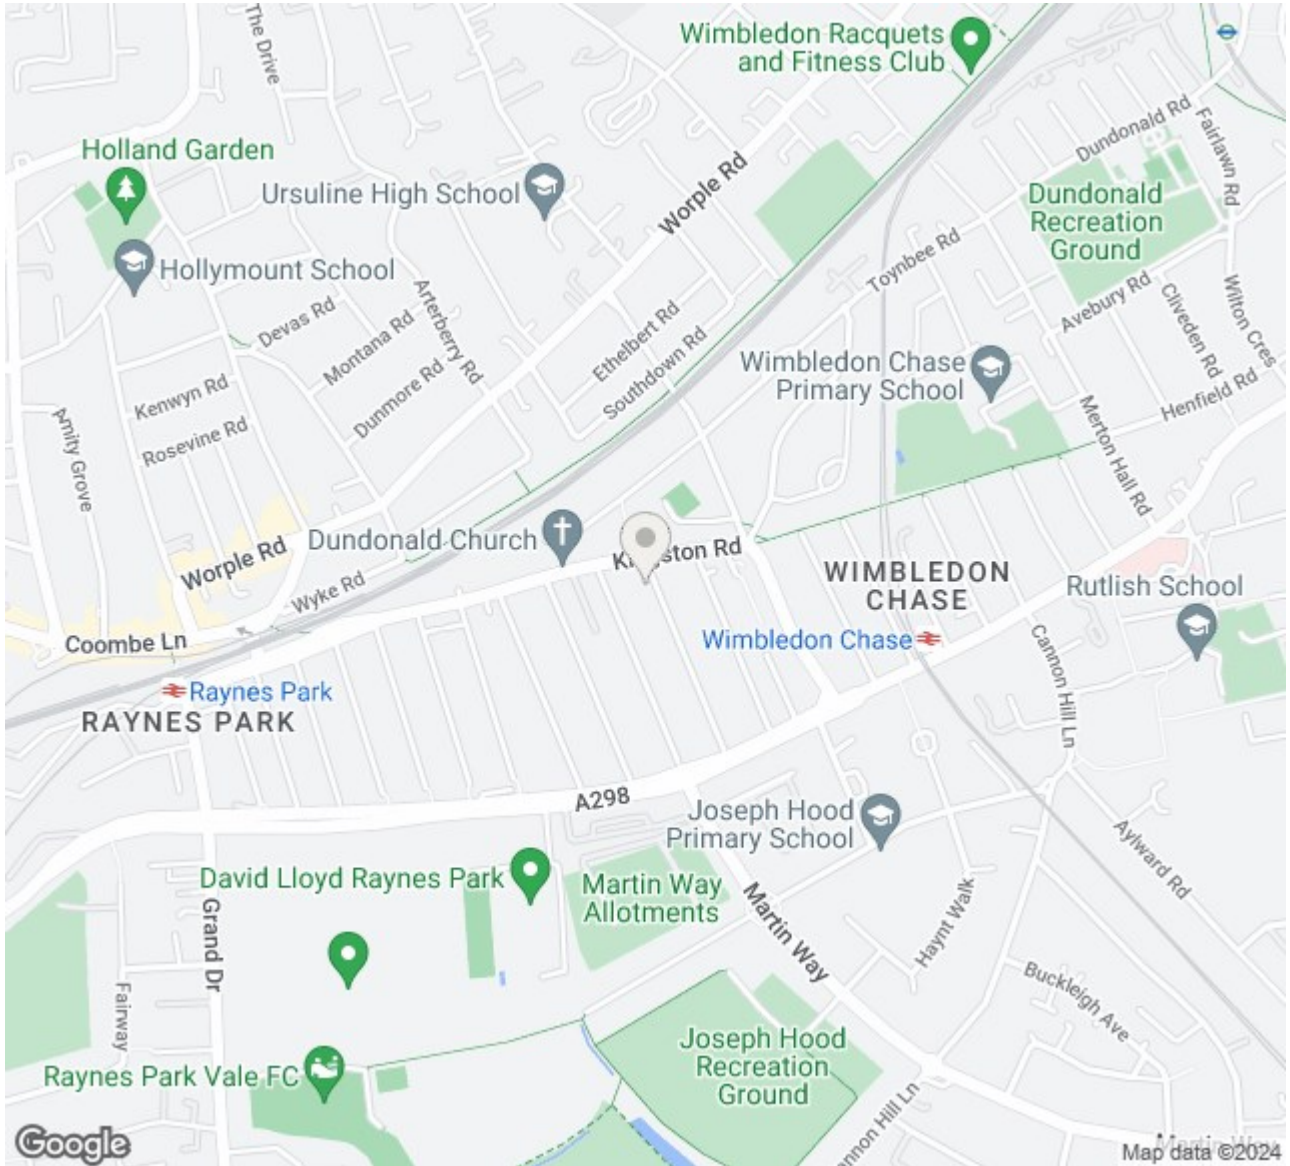 The Drive
Wimbledon Racquets
and Fitness Club
Dundonald Rd
Fairlawn Rd
Holland Garden
Ursuline High School
Worple Rd
Dundonald
Recreation
Ground
Hollymount School
Toynbee Rd
Devas Rd
Montana Rd
Arterberry Rd
Ethelbert Rd
Southdown Rd
Avebury Rd
Cliveden Rd
Wilton Cres
Wimbledon Chase
Primary School
Kenwyn Rd
Dunmore Rd
Henfield Rd
Amity Grove
Rosevine Rd
Merton Hall Rd
Dundonald Church
Kingston Rd
Worple Rd
Wyke Rd
WIMBLEDON
CHASE
Rutlish School
Coombe Ln
Wimbledon Chase
Cannon Hill Ln
Raynes Park
RAYNES PARK
A298
Joseph Hood
Primary School
Aylward Rd
David Lloyd Raynes Park
Martin Way
Allotments
Martin Way
Haynt Walk
Grand Dr
Fairway
Buckleigh Ave
Joseph Hood
Recreation
Ground
Raynes Park Vale FC
Cannon Hill Ln
Google
Martin Way
Map data ©2024